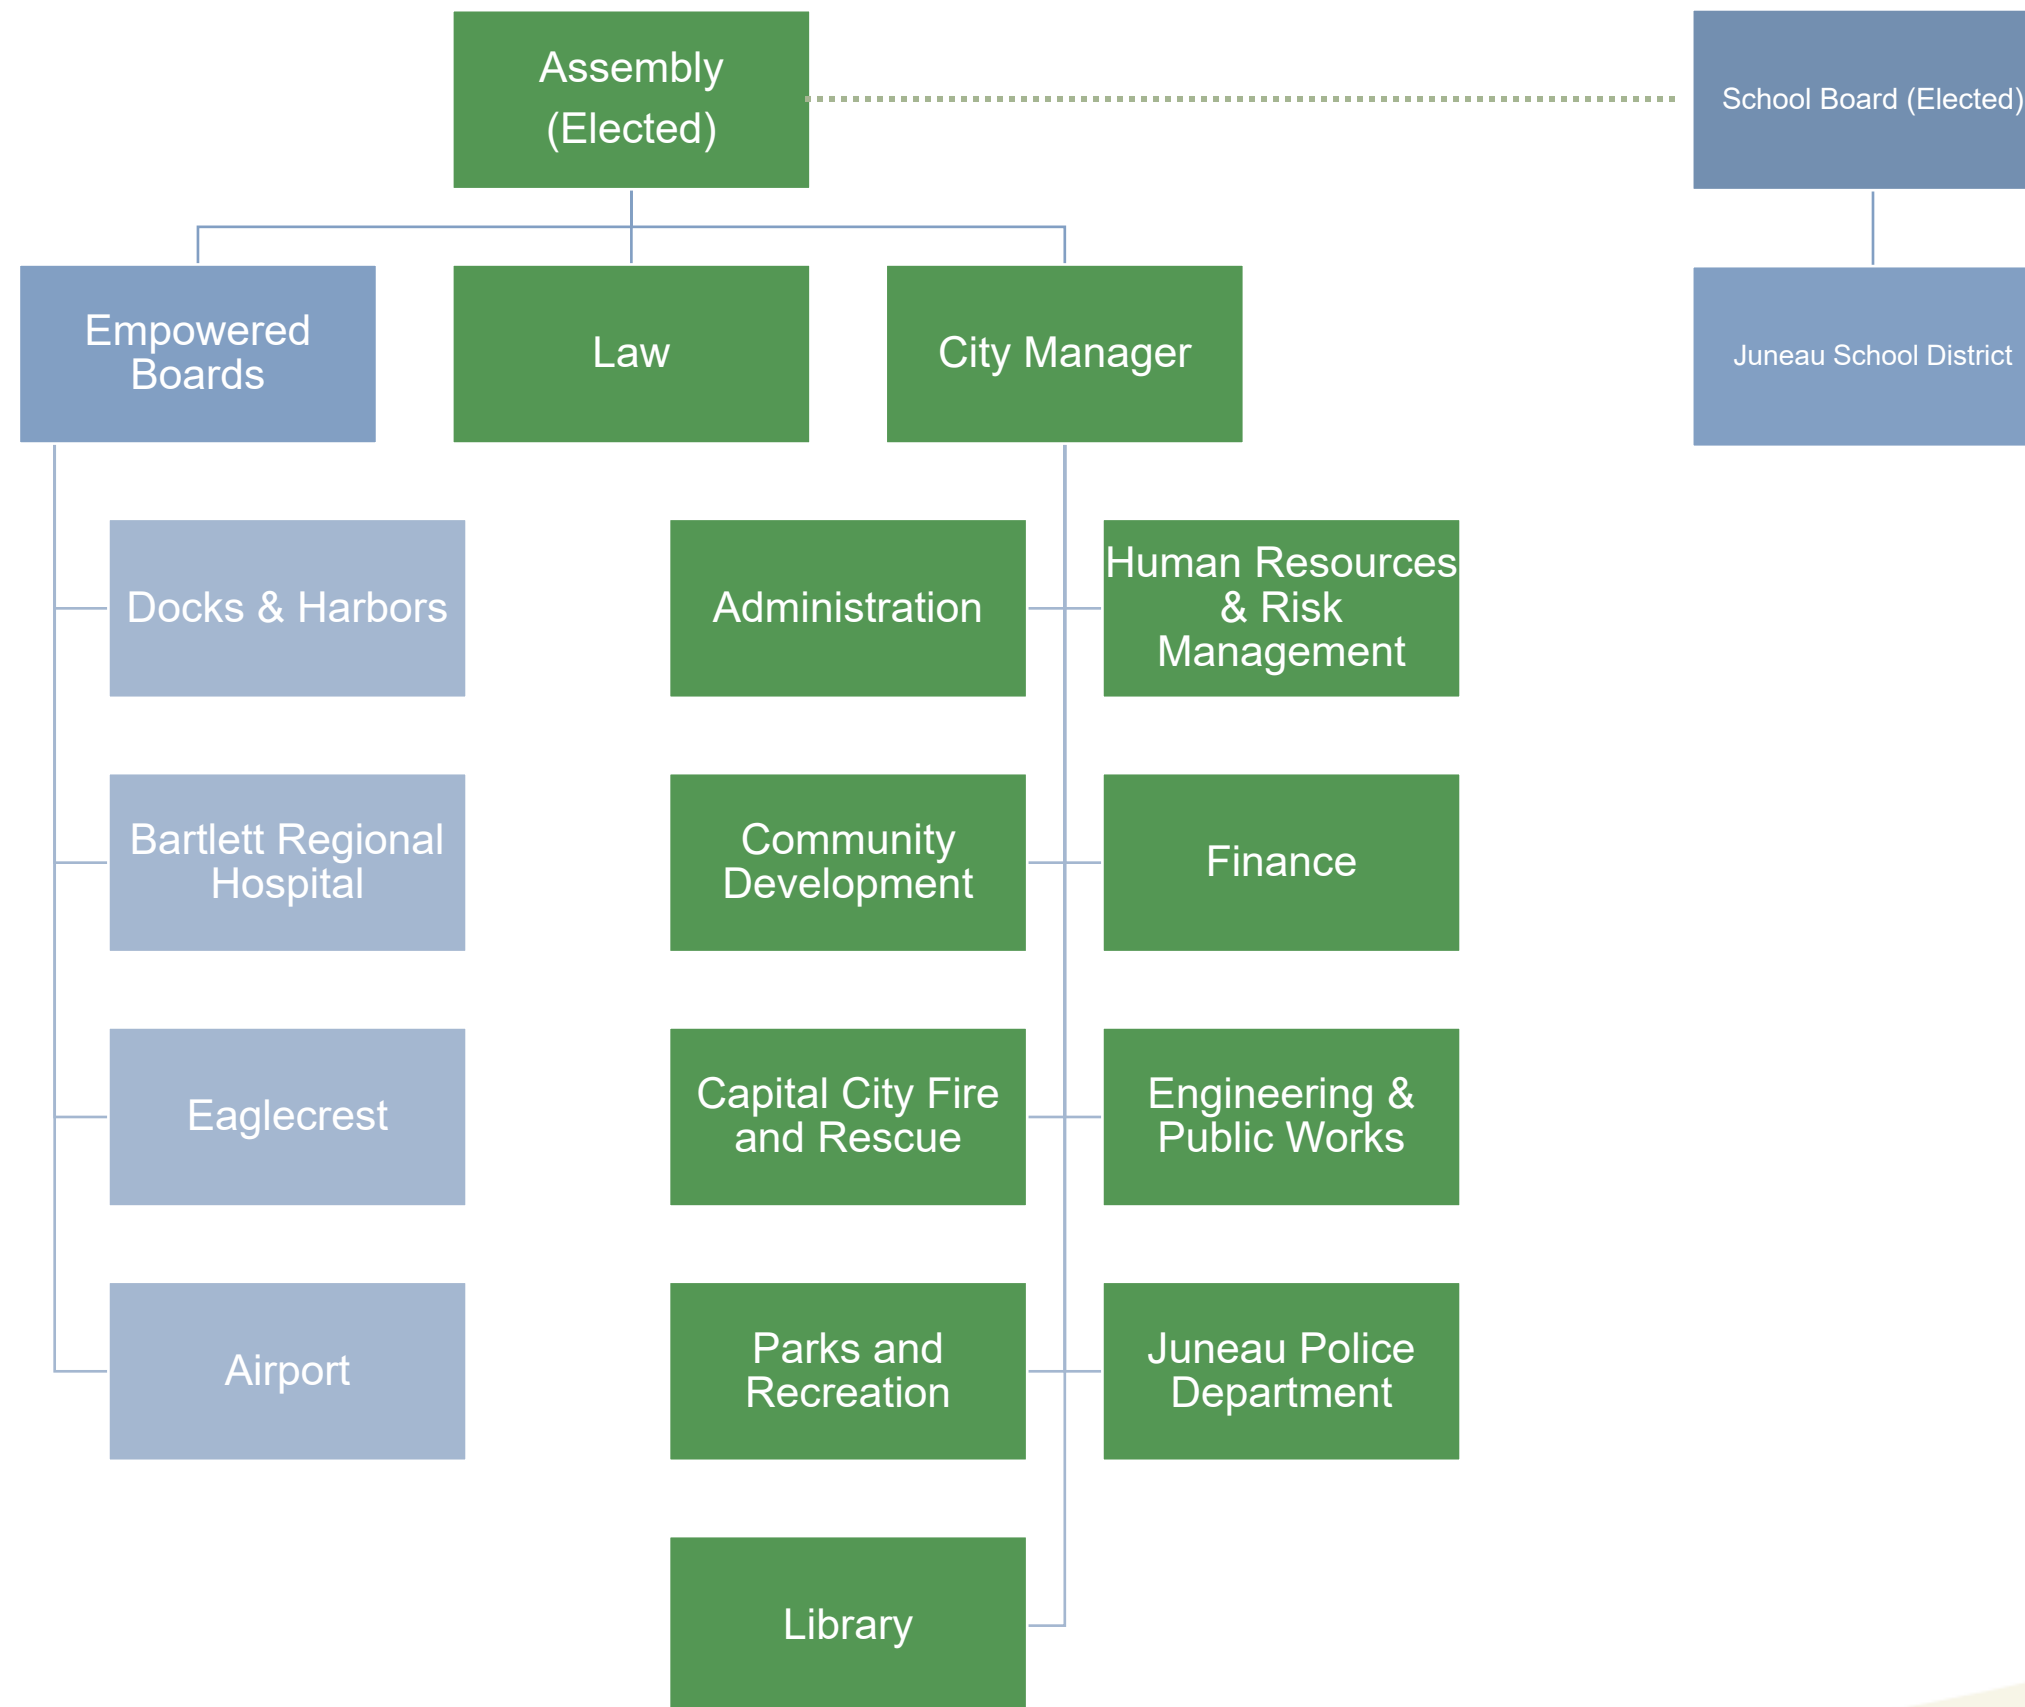 Assembly
(Elected)
School Board (Elected)
Empowered
Boards
Law
City Manager
Juneau School District
Docks & Harbors
Administration
Human Resources
& Risk
Management
Bartlett Regional
Hospital
Community
Development
Finance
Eaglecrest
Capital City Fire
and Rescue
Engineering &
Public Works
Airport
Parks and
Recreation
Juneau Police
Department
Library